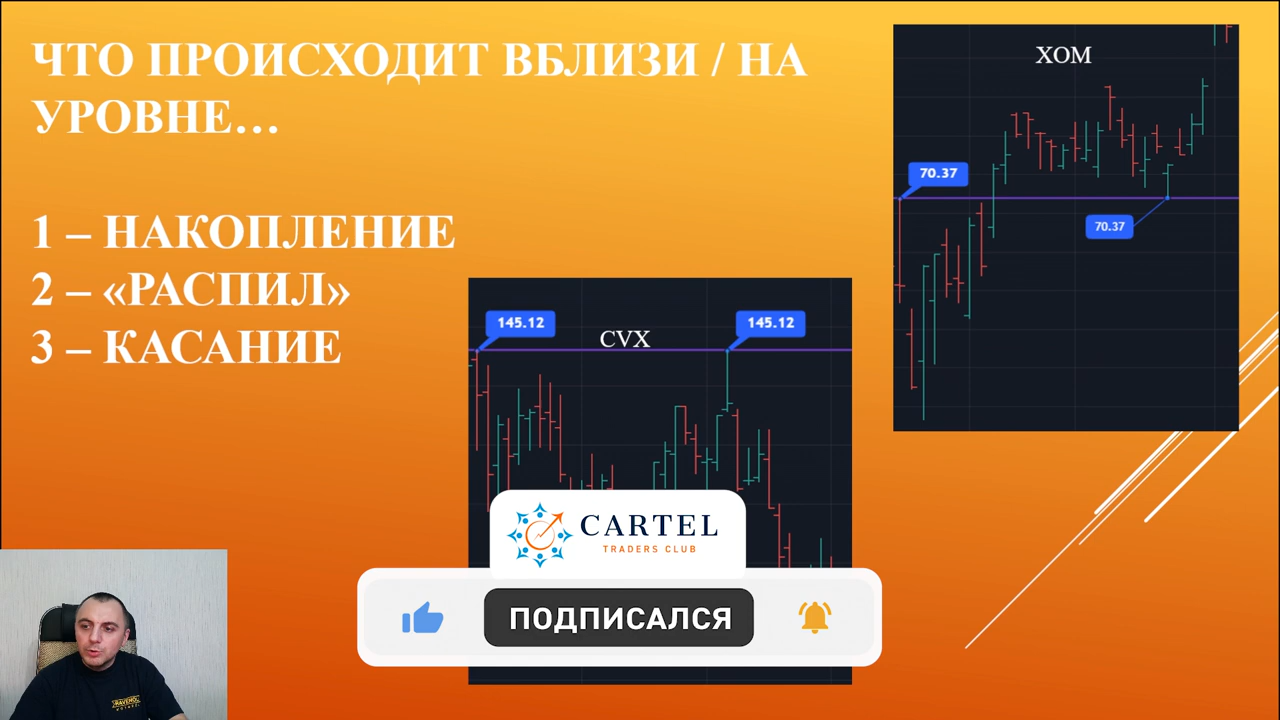 ЧТО ПРОИСХОДИТ ВБЛИЗИ / НА
УРОВНЕ…
1 – НАКОПЛЕНИЕ
2 – «РАСПИЛ»
3 – КАСАНИЕ
XOM
70.37
70.37
145.12
CVX
145.12
CARTEL
TRADERS CLUB
ПОДПИСАЛСЯ